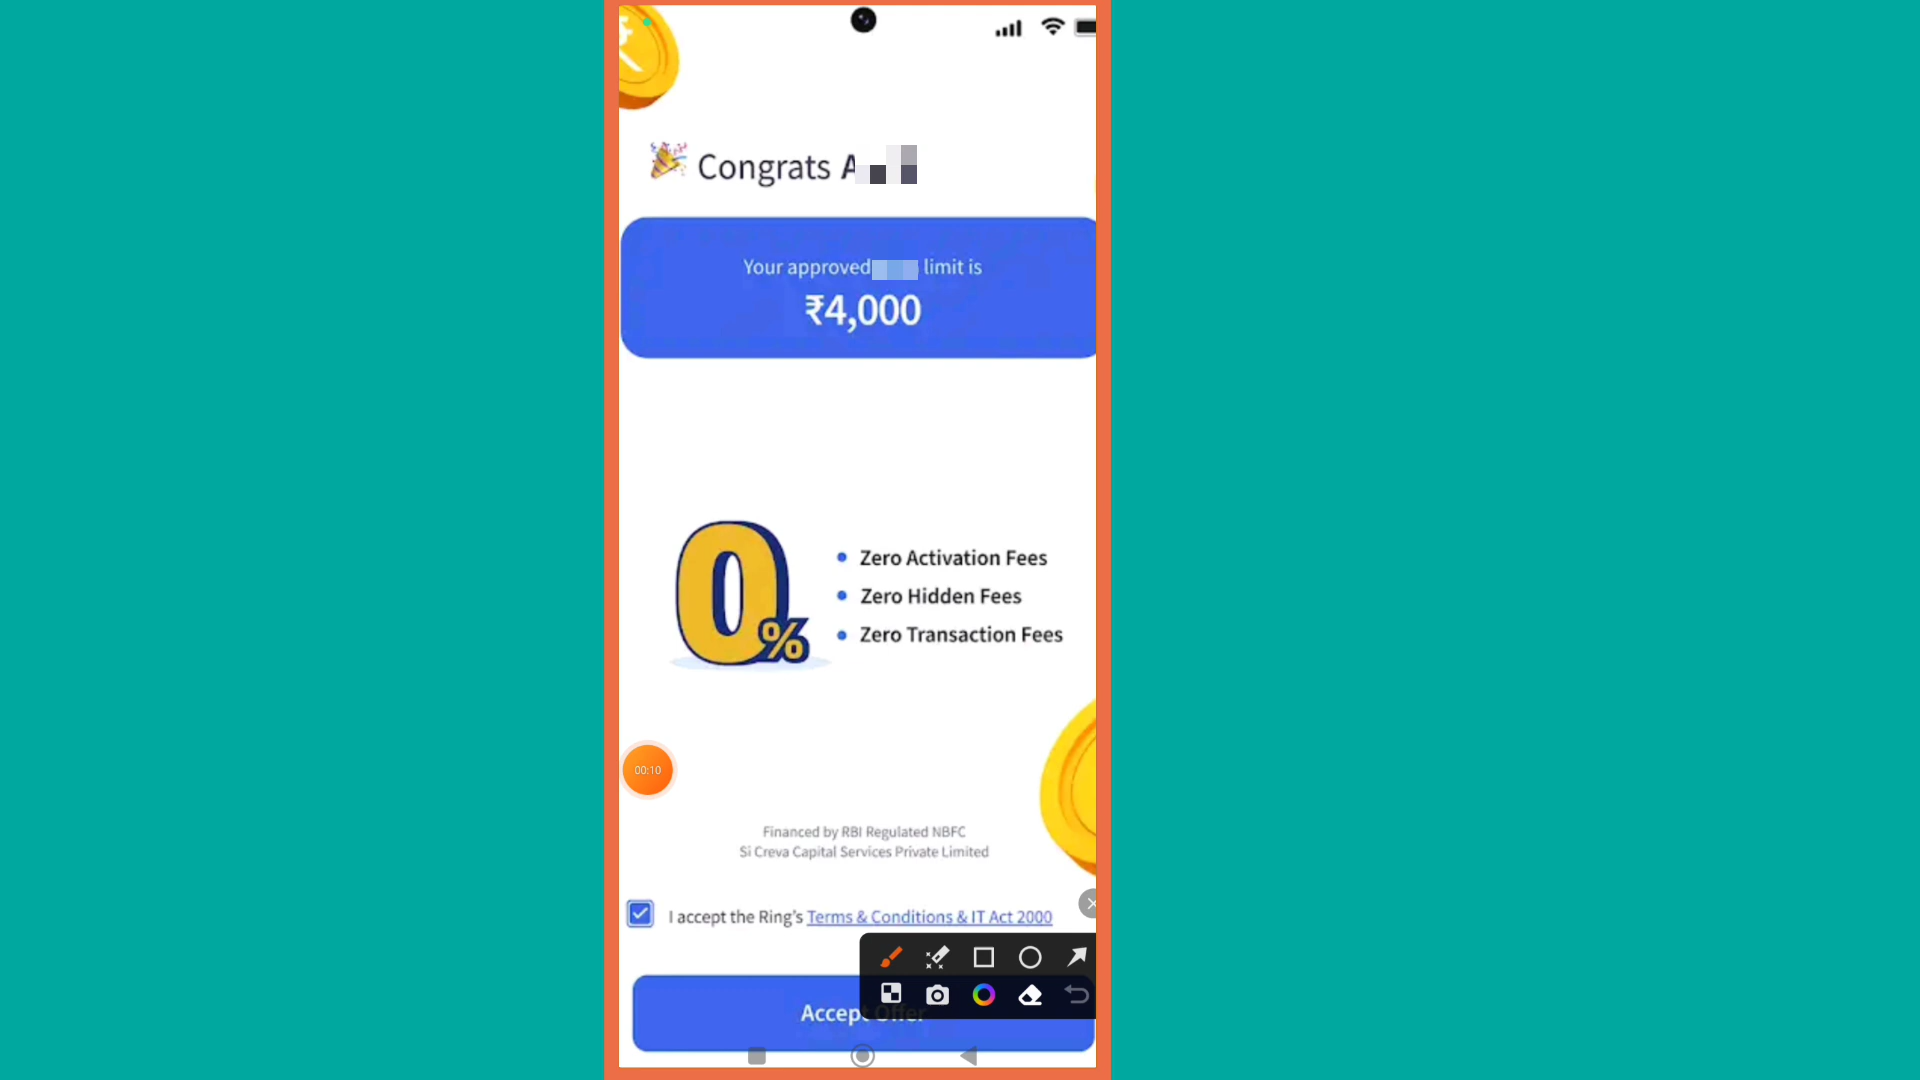 Congrats A
Your approved limit is
₹4,000
0%
Zero Activation Fees
Zero Hidden Fees
Zero Transaction Fees
00:10
Financed by RBI Regulated NBFC
Si Creva Capital Services Private Limited
I accept the Ring's Terms & Conditions & IT Act 2000
Accept Offer